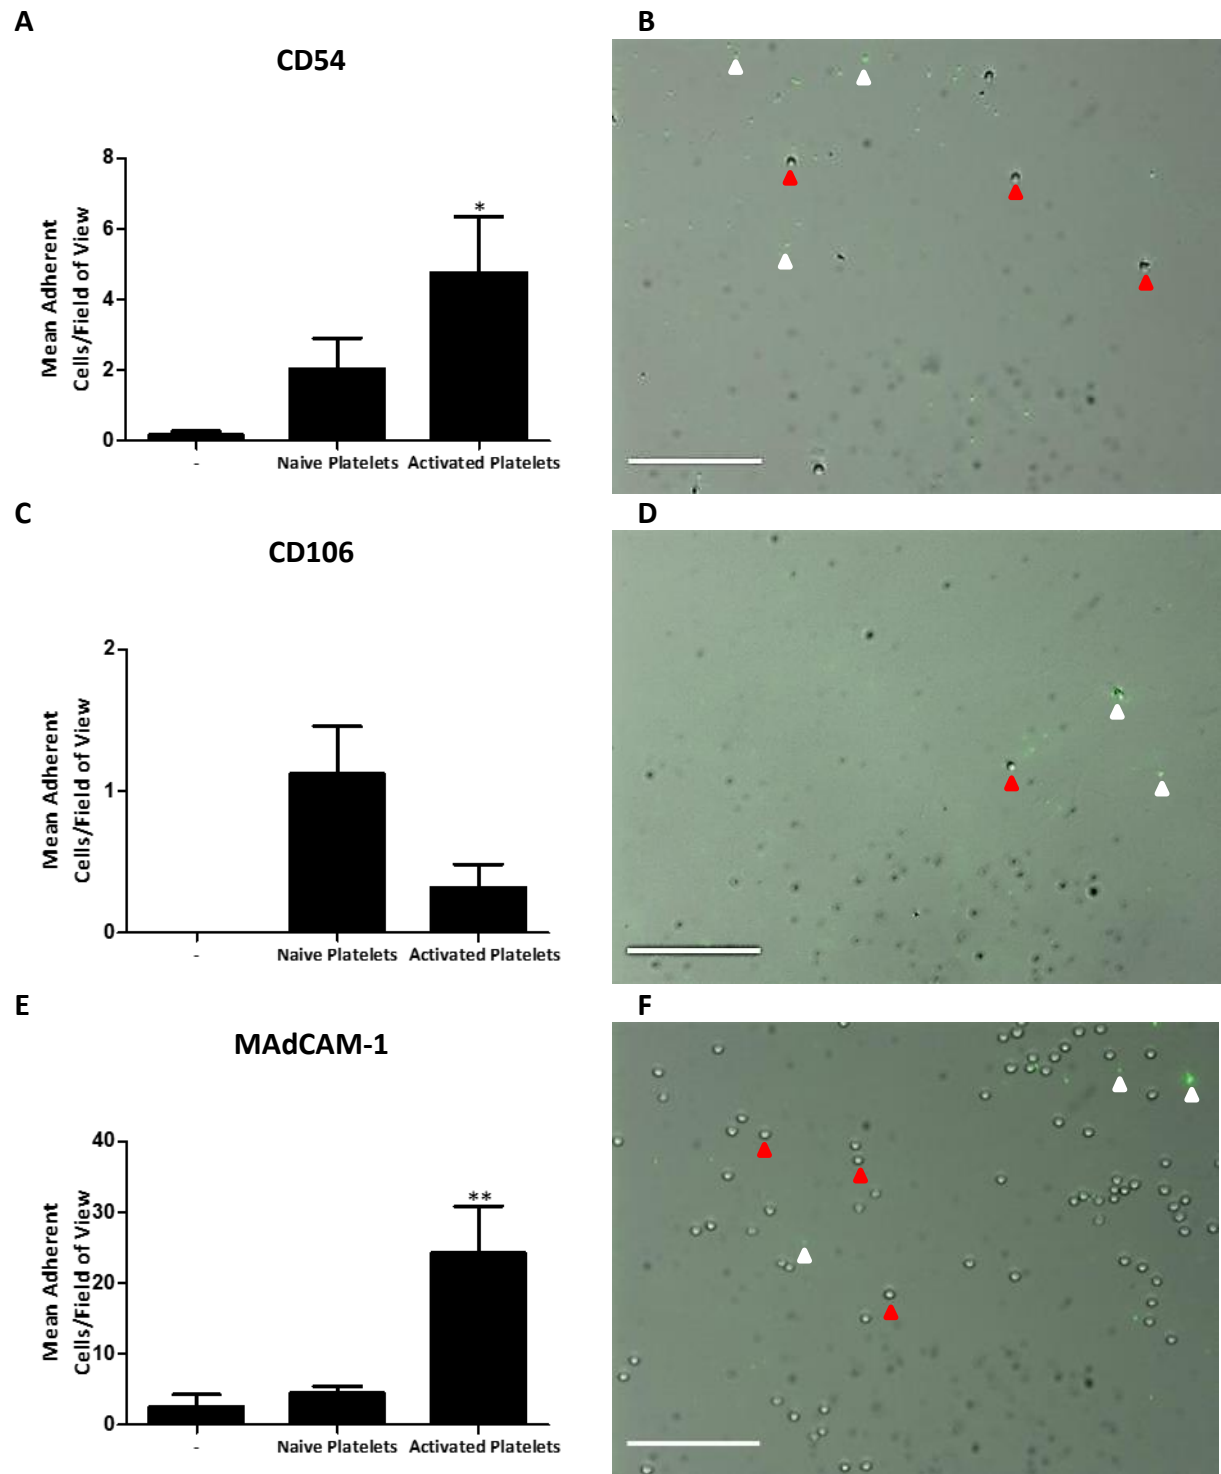 A
CD54
8
6
4
2
0
Mean Adherent
Cells/Field of View
*
-
Naive Platelets
Activated Platelets
B
C
CD106
2
1
0
Mean Adherent
Cells/Field of View
-
Naive Platelets
Activated Platelets
D
E
MAdCAM-1
40
30
20
10
0
Mean Adherent
Cells/Field of View
**
-
Naive Platelets
Activated Platelets
F